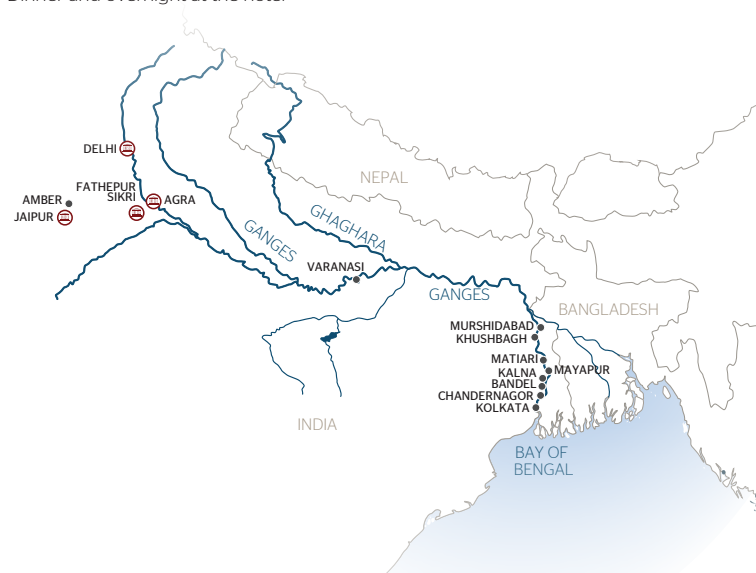 DELHI
FATHEPUR
SIKRI
AGRA
AMBER
JAIPUR
NEPAL
GHAGHARA
GANGES
VARANASI
GANGES
BANGLADESH
MURSHIDABAD
KHUSHBAGH
MATIARI
MAYAPUR
KALNA
BANDEL
CHANDERNAGOR
KOLKATA
INDIA
BAY OF
BENGAL